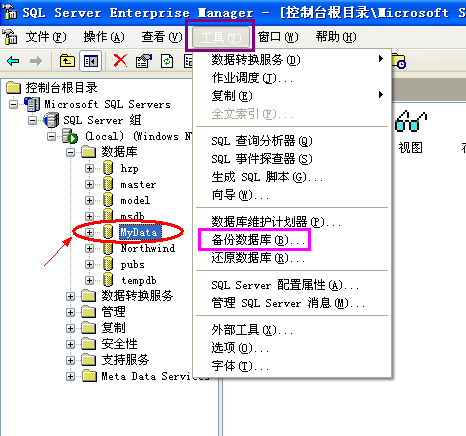 SQL Server Enterprise Manager - [控制台根目录\Microsoft S
文件(F) 操作(A) 查看(V) 工具(T) 窗口(W) 帮助(H)
控制台根目录
Microsoft SQL Servers
SQL Server 组
(local) (Windows N
数据库
hzp
master
model
msdb
MyData
Northwind
pubs
tempdb
数据转换服务
管理
复制
安全性
支持服务
Meta Data Services
数据转换服务(D)
作业调度(J)...
复制(E)
全文索引(F)...
SQL 查询分析器(Q)
SQL 事件探查器(S)
生成 SQL 脚本(G)...
向导(W)...
数据库维护计划器(P)...
备份数据库(B)...
还原数据库(R)...
SQL Server 配置属性(A)...
管理 SQL Server 消息(M)...
外部工具(X)...
选项(O)...
字体(T)...
视图